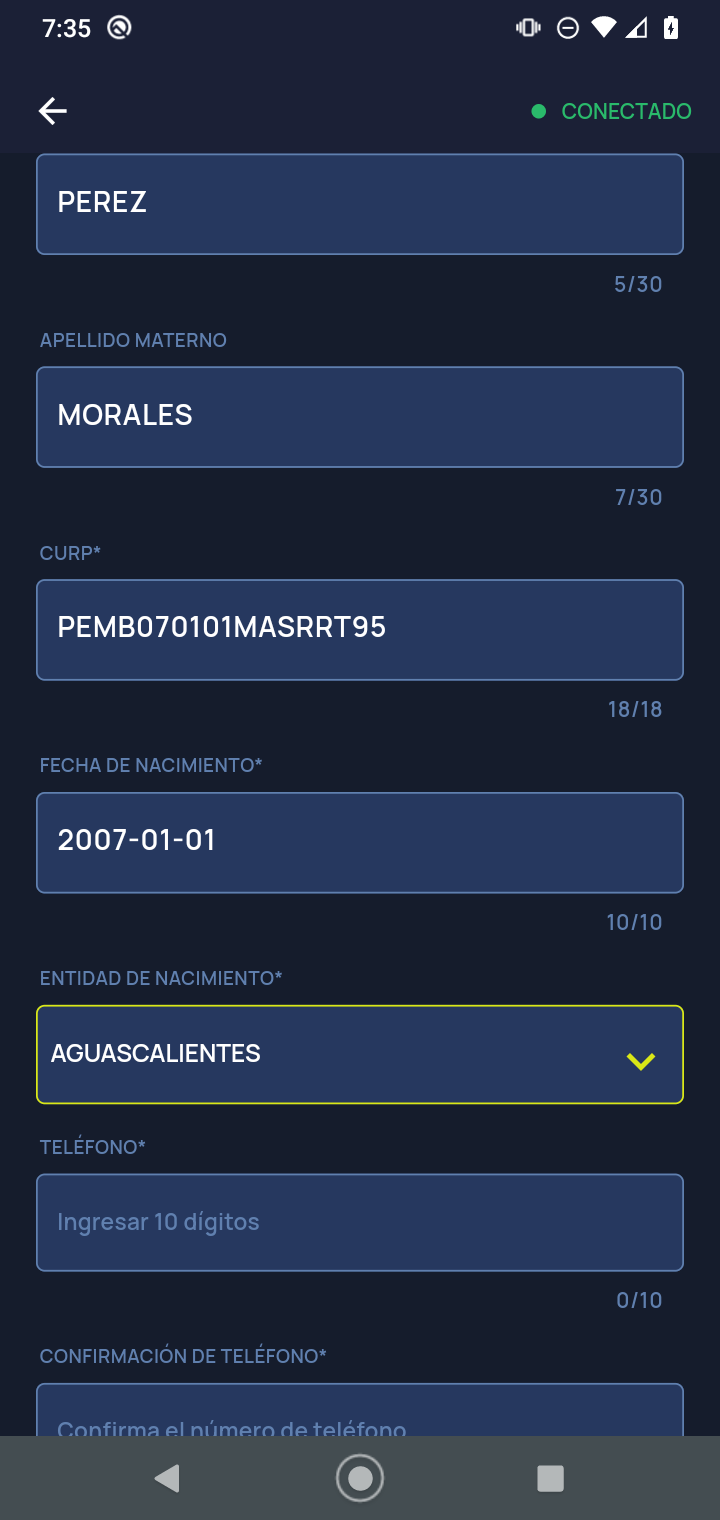 7:35
CONECTADO
PEREZ
5/30
APELLIDO MATERNO
MORALES
7/30
CURP*
PEMB070101MASRRT95
18/18
FECHA DE NACIMIENTO*
2007-01-01
10/10
ENTIDAD DE NACIMIENTO*
AGUASCALIENTES
TELÉFONO*
Ingresar 10 dígitos
0/10
CONFIRMACIÓN DE TELÉFONO*
Confirma el número de teléfono